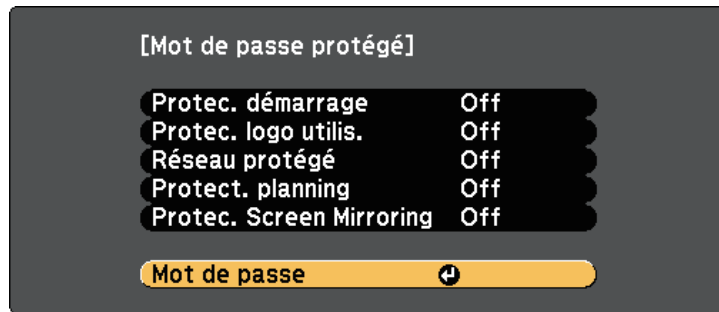 [Mot de passe protégé]
Protec. démarrage Off
Protec. logo utilis. Off
Réseau protégé Off
Protect. planning Off
Protec. Screen Mirroring Off
Mot de passe